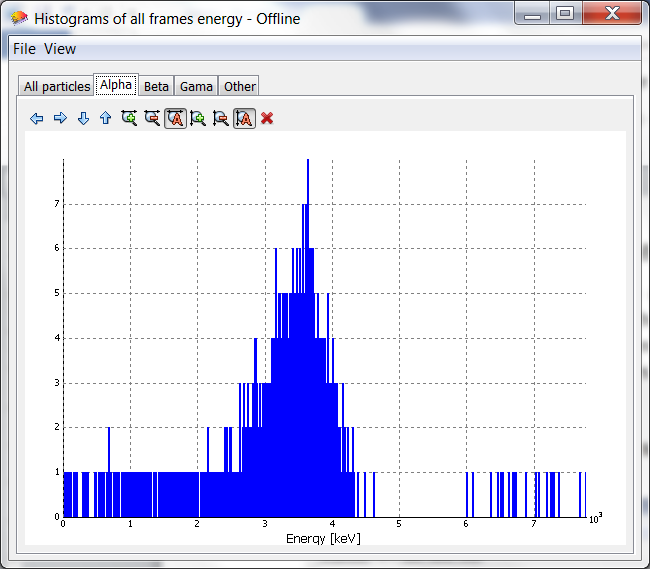 Histograms of all frames energy - Offline
File View
All particles Alpha Beta Gama Other
7
6
5
4
3
2
1
0
0 1 2 3 4 5 6 7 10³
Energy [keV]